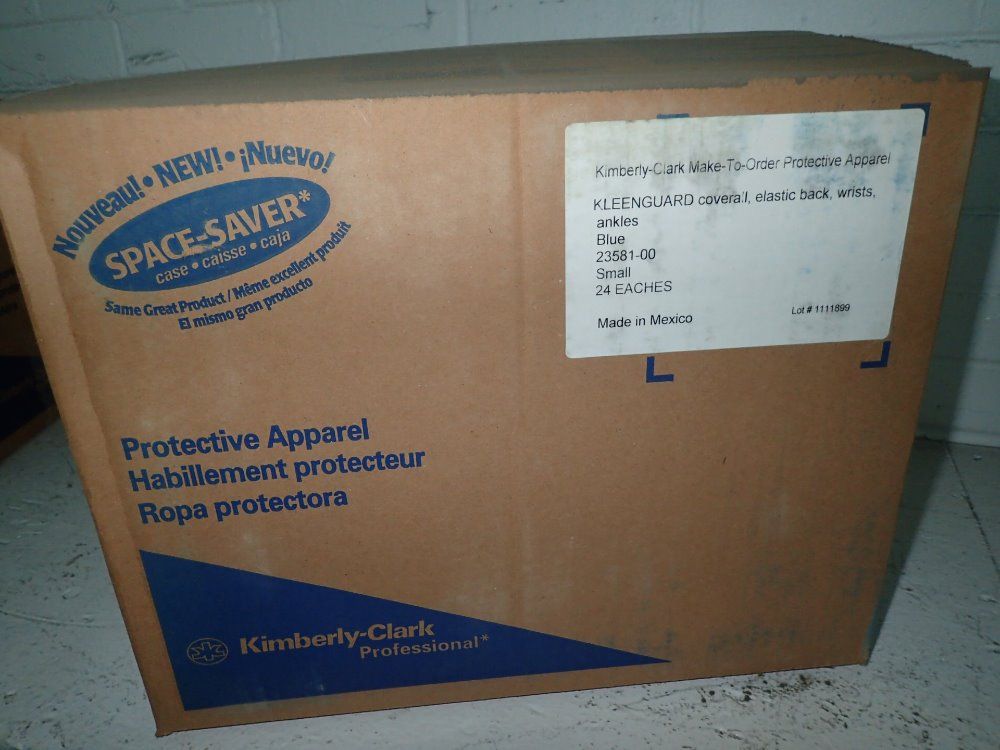 Nouveau! • NEW! • ¡Nuevo!
SPACE-SAVER*
case • caisse • caja
Same Great Product / Même excellent produit
El mismo gran producto
Kimberly-Clark Make-To-Order Protective Apparel
KLEENGUARD coverall, elastic back, wrists,
ankles
Blue
23581-00
Small
24 EACHES
Made in Mexico
Lot # 1111899
Protective Apparel
Habillement protecteur
Ropa protectora
Kimberly-Clark
Professional*